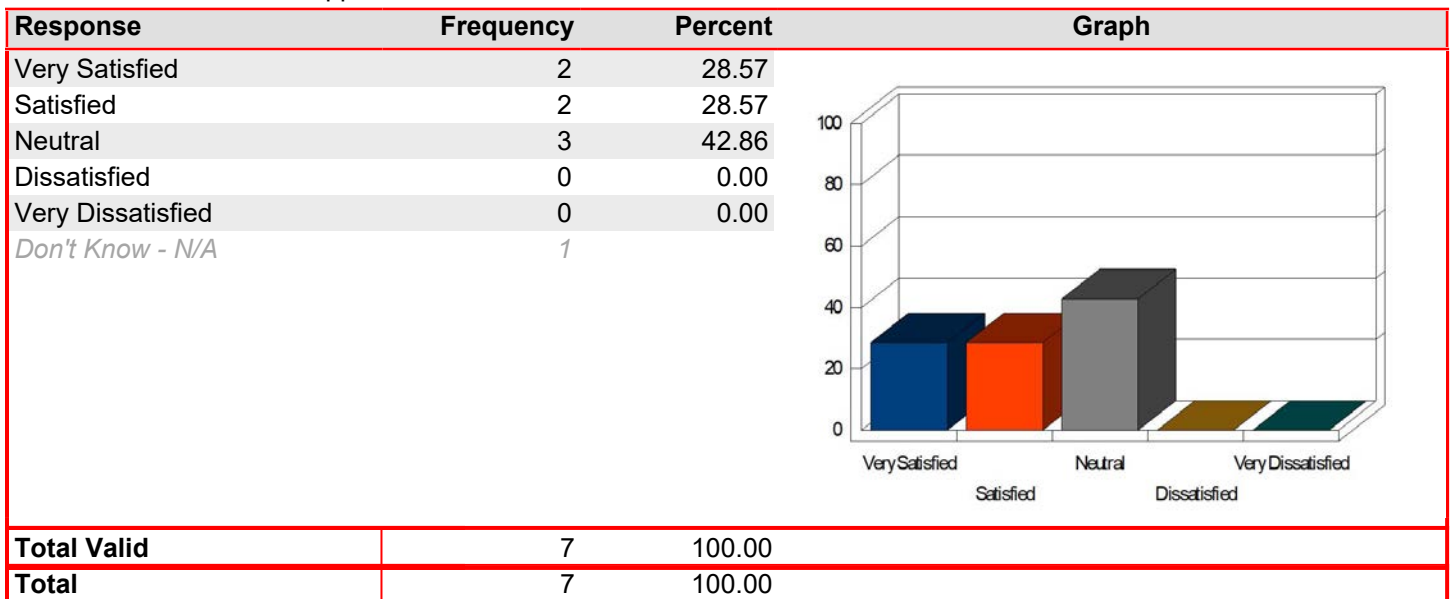 Response Frequency Percent Graph
Very Satisfied 2 28.57
Satisfied 2 28.57
Neutral 3 42.86
Dissatisfied 0 0.00
Very Dissatisfied 0 0.00
Don't Know - N/A 1
100
80
60
40
20
0
Very Satisfied Neutral Very Dissatisfied
Satisfied Dissatisfied
Total Valid 7 100.00
Total 7 100.00